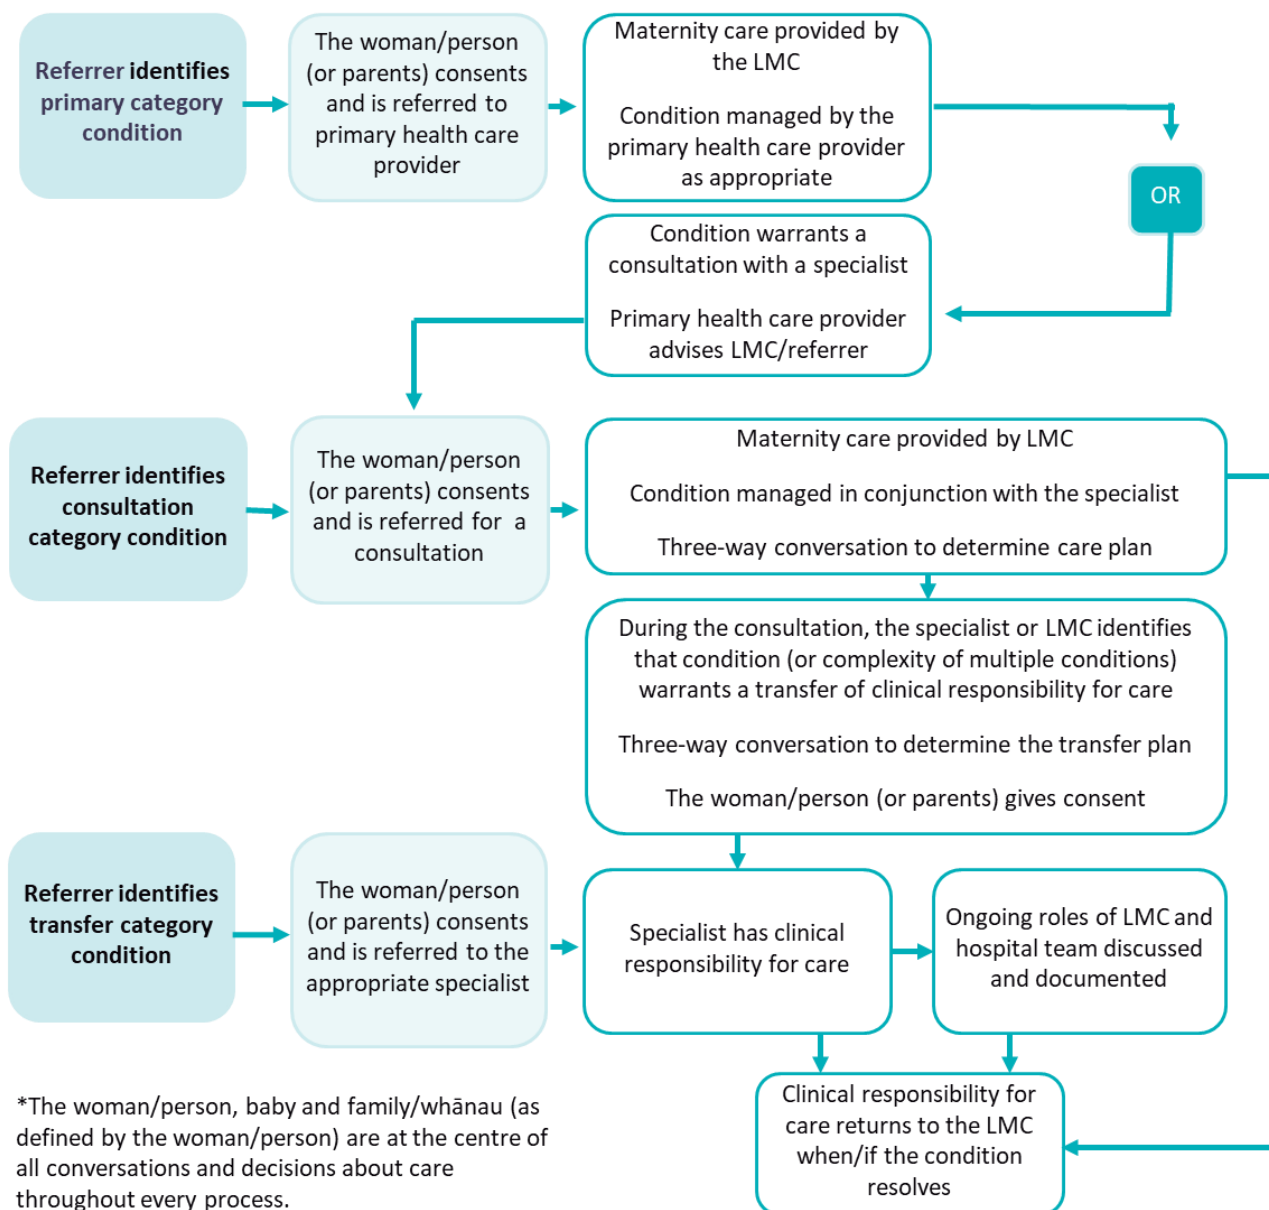 Referrer identifies
primary category
condition
The woman/person
(or parents) consents
and is referred to
primary health care
provider
Maternity care provided by
the LMC
Condition managed by the
primary health care provider
as appropriate
OR
Condition warrants a
consultation with a specialist
Primary health care provider
advises LMC/referrer
Referrer identifies
consultation
category condition
The woman/person
(or parents) consents
and is referred for a
consultation
Maternity care provided by LMC
Condition managed in conjunction with the specialist
Three-way conversation to determine care plan
During the consultation, the specialist or LMC identifies
that condition (or complexity of multiple conditions)
warrants a transfer of clinical responsibility for care
Three-way conversation to determine the transfer plan
The woman/person (or parents) gives consent
Referrer identifies
transfer category
condition
The woman/person
(or parents) consents
and is referred to the
appropriate specialist
Specialist has clinical
responsibility for care
Ongoing roles of LMC and
hospital team discussed
and documented
Clinical responsibility for
care returns to the LMC
when/if the condition
resolves
*The woman/person, baby and family/whānau (as
defined by the woman/person) are at the centre of
all conversations and decisions about care
throughout every process.